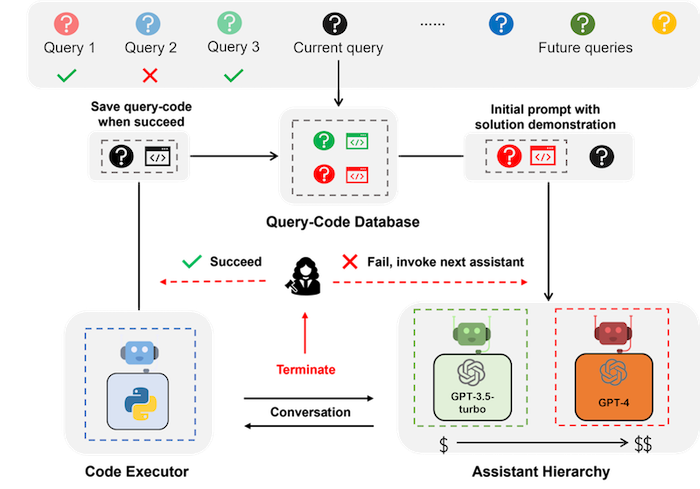 Query 1
Query 2
Query 3
Current query
......
Future queries
Save query-code
when succeed
Initial prompt with
solution demonstration
Query-Code Database
Succeed
Fail, invoke next assistant
Terminate
Conversation
GPT-3.5-
turbo
GPT-4
$
$$
Code Executor
Assistant Hierarchy